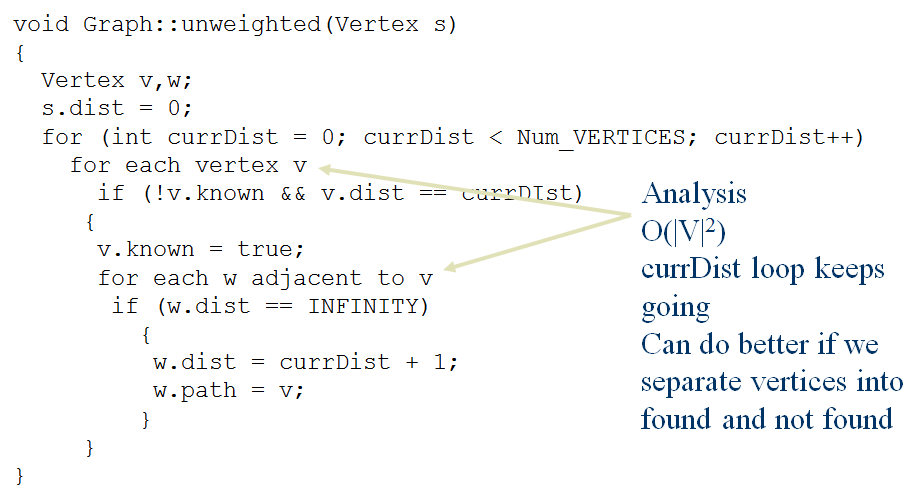 void Graph::unweighted(Vertex s)
{
Vertex v,w;
s.dist = 0;
for (int currDist = 0; currDist < Num_VERTICES; currDist++)
for each vertex v
if (!v.known && v.dist == currDIst)
{
v.known = true;
for each w adjacent to v
if (w.dist == INFINITY)
{
w.dist = currDist + 1;
w.path = v;
}
}
}
Analysis
O(|V|²)
currDist loop keeps
going
Can do better if we
separate vertices into
found and not found